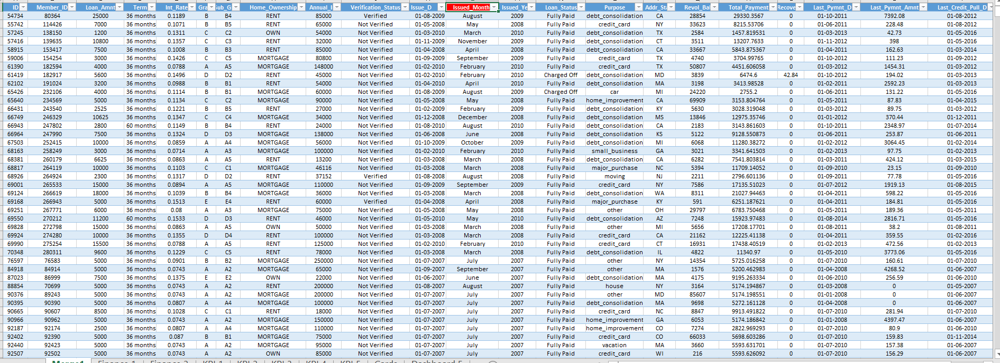 ID Member_ID Loan_Amnt Term Int_Rate Gra ub_G Home_Ownership Annual_I Verification_Status Issue_D Issued_Month Issued_Ye Loan_Status Purpose Addr_St Revol_Bal Total_Payment Recove Last_Pymnt_D Last_Pymnt_Amnt Last_Credit_Pull_D
54734 80364 25000 36 months 0.1189 B B4 RENT 85000 Verified 01-08-2009 August 2009 Fully Paid debt_consolidation CA 28854 29330.3567 0 01-10-2011 7392.08 01-08-2012
55742 114426 7000 36 months 0.1071 B B5 RENT 65000 Not Verified 01-05-2008 May 2008 Fully Paid credit_card NY 33623 8215.53706 0 01-06-2011 228.48 01-08-2012
57245 138150 1200 36 months 0.1311 C C2 OWN 54000 Not Verified 01-03-2010 March 2010 Fully Paid debt_consolidation TX 2584 1457.819531 0 01-03-2013 42.73 01-05-2016
57416 139635 10800 36 months 0.1357 C C3 RENT 32000 Not Verified 01-11-2009 November 2009 Fully Paid debt_consolidation CT 3511 13207.7633 0 01-11-2012 398 01-05-2016
58915 153417 7500 36 months 0.1008 B B3 RENT 85000 Not Verified 01-04-2008 April 2008 Fully Paid debt_consolidation CA 33667 5843.875367 0 01-04-2011 162.63 01-03-2014
59006 154254 3000 36 months 0.1426 C C5 MORTGAGE 80800 Not Verified 01-09-2009 September 2009 Fully Paid credit_card TX 4740 3704.99765 0 01-10-2012 111.23 01-09-2012
61390 182594 4000 36 months 0.0788 A A5 MORTGAGE 148000 Not Verified 01-02-2010 February 2010 Fully Paid credit_card TX 50807 4451.606058 0 01-03-2012 1454.31 01-03-2012
61419 182917 5600 36 months 0.1496 D D2 RENT 45000 Not Verified 01-02-2010 February 2010 Charged Off debt_consolidation MD 3839 6474.6 42.84 01-10-2012 194.02 01-03-2013
62102 191024 3200 36 months 0.0988 B B1 RENT 54000 Not Verified 01-04-2010 April 2010 Fully Paid debt_consolidation MA 3198 3413.98528 0 01-02-2011 2592.23 01-03-2013
65426 232106 4000 36 months 0.1114 B B1 MORTGAGE 60000 Not Verified 01-08-2009 August 2009 Charged Off car MI 24220 2755.2 0 01-06-2011 131.22 01-05-2016
65640 234569 5000 36 months 0.1134 C C2 MORTGAGE 90000 Not Verified 01-05-2008 May 2008 Fully Paid home_improvement CA 69909 3153.804764 0 01-05-2011 87.83 01-04-2015
66431 243540 2525 36 months 0.1221 B B5 RENT 27000 Not Verified 01-02-2009 February 2009 Fully Paid debt_consolidation KY 5630 3028.319048 0 01-03-2012 89.75 01-03-2012
66749 246329 10625 36 months 0.1347 C C4 MORTGAGE 34000 Not Verified 01-12-2008 December 2008 Fully Paid debt_consolidation MS 13846 12975.35746 0 01-01-2012 370.44 01-12-2011
66943 247802 2800 60 months 0.1149 B B4 RENT 24000 Not Verified 01-08-2010 August 2010 Fully Paid debt_consolidation CA 2183 3143.861603 0 01-10-2011 2348.97 01-07-2014
66964 247990 7500 36 months 0.1324 D D3 MORTGAGE 138000 Not Verified 01-06-2008 June 2008 Fully Paid debt_consolidation KS 5122 9128.550873 0 01-06-2011 253.87 01-06-2011
67503 252415 10000 36 months 0.0859 A A4 MORTGAGE 56000 Not Verified 01-10-2009 October 2009 Fully Paid debt_consolidation MI 6068 11280.38272 0 01-02-2012 3064.45 01-02-2014
68163 258249 3000 36 months 0.0714 A A3 MORTGAGE 100000 Not Verified 01-02-2010 February 2010 Fully Paid small_business GA 3021 3341.641503 0 01-02-2013 97.75 01-02-2013
68381 260179 6625 36 months 0.0863 A A5 RENT 13200 Not Verified 01-03-2008 March 2008 Fully Paid debt_consolidation CA 6282 7541.803814 0 01-03-2011 424.12 01-03-2015
68817 264119 10000 36 months 0.1103 C C1 MORTGAGE 46116 Not Verified 01-03-2008 March 2008 Fully Paid major_purchase NC 5394 11709.14052 0 01-09-2010 23.15 01-09-2010
68926 264924 2300 36 months 0.1317 D D2 RENT 37152 Verified 01-08-2008 August 2008 Fully Paid moving NJ 2211 2796.601136 0 01-09-2011 77.78 01-05-2016
69001 265533 15000 36 months 0.0894 A A5 MORTGAGE 110000 Not Verified 01-09-2009 September 2009 Fully Paid credit_card NY 7586 17135.51023 0 01-07-2012 1919.13 01-08-2015
69124 266619 18000 36 months 0.1039 B B4 MORTGAGE 36000 Not Verified 01-03-2008 March 2008 Fully Paid debt_consolidation WA 8311 21027.94463 0 01-04-2011 598.22 01-05-2016
69168 266943 5000 36 months 0.1513 E E4 RENT 60000 Verified 01-04-2008 April 2008 Fully Paid major_purchase KY 591 6251.187621 0 01-04-2011 184.81 01-05-2016
69251 267771 6000 36 months 0.08 A A3 MORTGAGE 75000 Not Verified 01-05-2008 May 2008 Fully Paid other OH 29797 6783.750468 0 01-05-2011 189.36 01-05-2011
69550 270212 11200 60 months 0.1533 D D3 RENT 46000 Not Verified 01-05-2010 May 2010 Fully Paid debt_consolidation AZ 7248 15923.97483 0 01-08-2014 2816.71 01-05-2016
69828 272798 15000 36 months 0.0863 A A5 OWN 50000 Not Verified 01-03-2008 March 2008 Fully Paid other MI 5656 17208.17701 0 01-08-2011 38.2 01-08-2011
69924 274280 10000 36 months 0.1355 D D4 RENT 100000 Not Verified 01-03-2008 March 2008 Fully Paid credit_card CA 21162 12225.41138 0 01-04-2011 359.55 01-02-2016
69990 275254 15500 36 months 0.0788 A A5 RENT 125000 Not Verified 01-02-2010 February 2010 Fully Paid credit_card CT 16931 17438.40519 0 01-02-2013 472.56 01-02-2013
70348 280311 9600 36 months 0.1229 C C5 RENT 78000 Not Verified 01-03-2008 March 2008 Fully Paid debt_consolidation IL 4822 11340.97 0 01-05-2010 3773.06 01-05-2016
76597 76583 5000 36 months 0.0901 B B2 MORTGAGE 250000 Not Verified 01-07-2007 July 2007 Fully Paid other NY 14354 5725.016258 0 01-07-2010 160.61 01-07-2010
84918 84914 5000 36 months 0.0743 A A2 MORTGAGE 65000 Not Verified 01-09-2007 September 2007 Fully Paid other MA 1576 5200.462983 0 01-04-2008 4268.52 01-06-2007
87023 86999 7500 36 months 0.1375 E E2 OWN 22000 Not Verified 01-06-2007 June 2007 Fully Paid debt_consolidation MA 4175 9195.263334 0 01-06-2010 256.59 01-06-2010
88854 70699 5000 36 months 0.0743 A A2 RENT 200000 Not Verified 01-08-2007 August 2007 Fully Paid house NY 3164 5174.194867 0 01-03-2008 0 01-05-2007
90376 89243 5000 36 months 0.0743 A A2 MORTGAGE 200000 Not Verified 01-07-2007 July 2007 Fully Paid other MD 85607 5174.198551 0 01-01-2008 0 01-06-2007
90395 90390 5000 36 months 0.0807 A A4 MORTGAGE 100000 Not Verified 01-07-2007 July 2007 Fully Paid debt_consolidation MA 9698 5272.161128 0 01-04-2008 0 01-06-2007
90665 90607 8500 36 months 0.1028 C C1 RENT 18000 Not Verified 01-07-2007 July 2007 Fully Paid credit_card NC 8847 9913.491822 0 01-07-2010 281.94 01-07-2010
90966 90962 5000 36 months 0.0743 A A2 MORTGAGE 150000 Not Verified 01-07-2007 July 2007 Fully Paid home_improvement GA 6053 5174.186842 0 01-01-2008 4397.47 01-06-2007
92187 92174 2500 36 months 0.0807 A A4 MORTGAGE 110000 Not Verified 01-07-2007 July 2007 Fully Paid home_improvement CO 7274 2822.969293 0 01-07-2010 80.9 01-06-2010
92402 92390 5000 36 months 0.087 B B1 MORTGAGE 75000 Not Verified 01-07-2007 July 2007 Fully Paid credit_card CO 66033 5698.603286 0 01-07-2010 159.83 01-11-2014
92440 92423 5000 36 months 0.0743 A A2 MORTGAGE 95000 Not Verified 01-07-2007 July 2007 Fully Paid vacation MA 3660 5593.631701 0 01-07-2010 157.38 01-06-2007
92507 92502 5000 36 months 0.0743 A A2 OWN 85000 Not Verified 01-07-2007 July 2007 Fully Paid credit_card WI 216 5593.626092 0 01-07-2010 156.29 01-06-2007